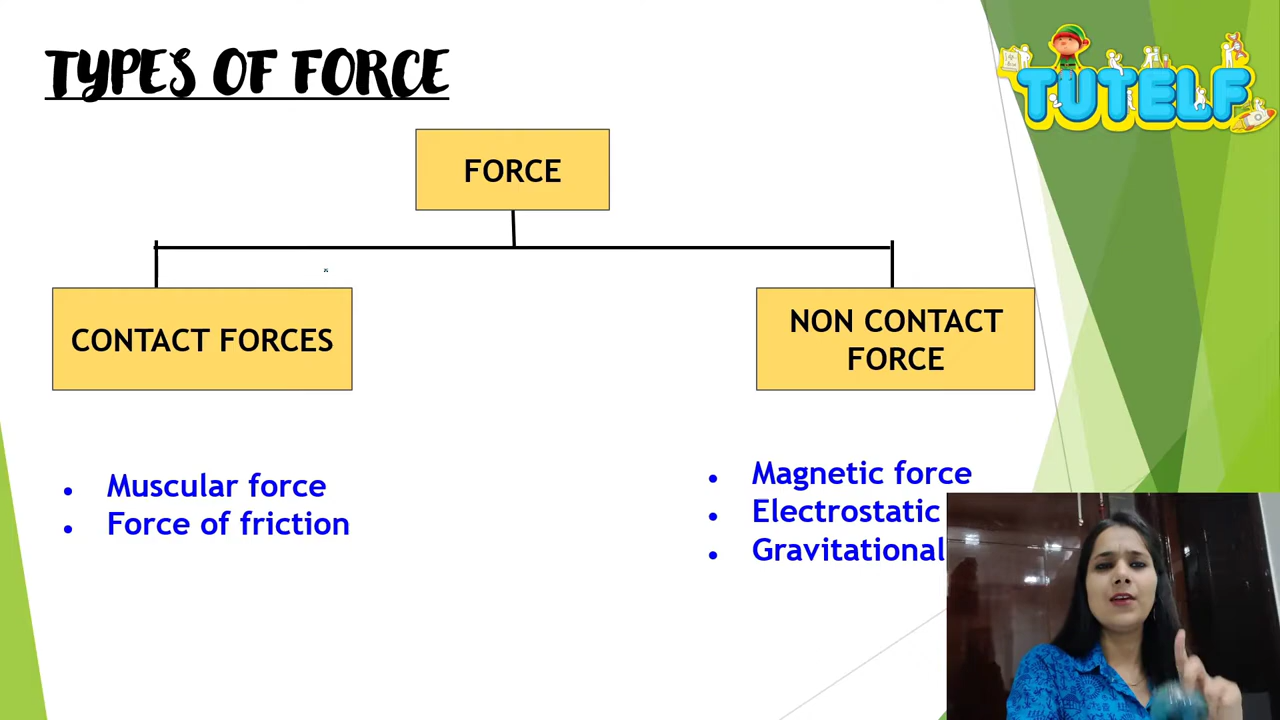 TYPES OF FORCE
TUTELF
FORCE
CONTACT FORCES
NON CONTACT
FORCE
• Muscular force
• Force of friction
• Magnetic force
• Electrostatic
• Gravitational